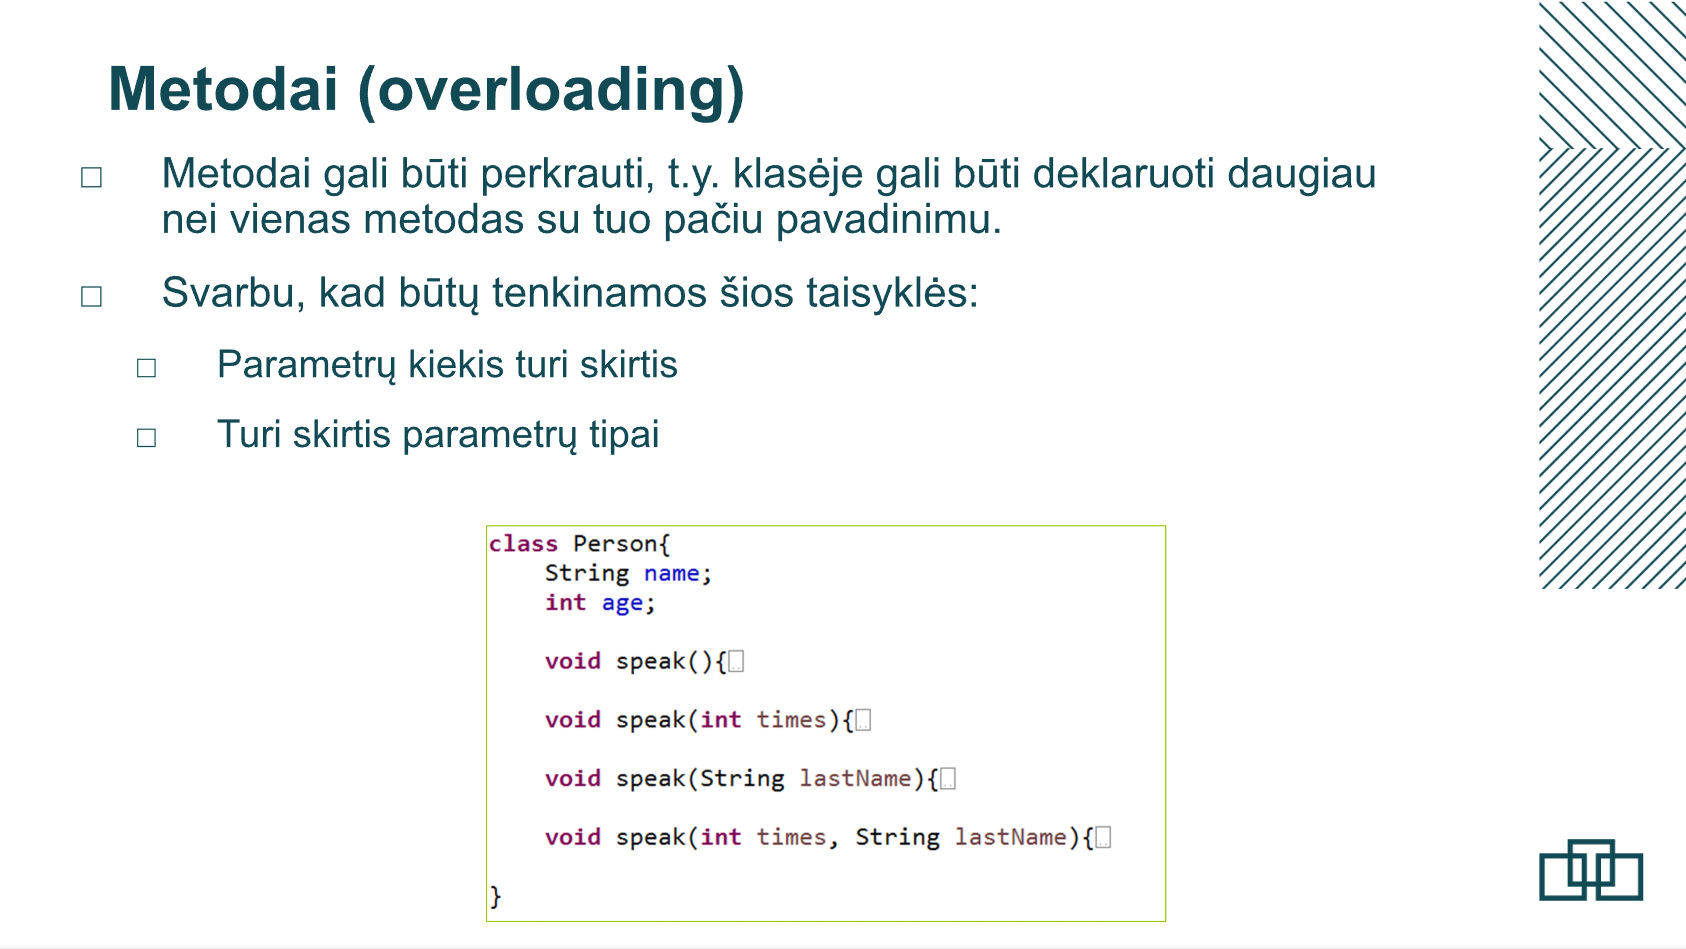 Metodai (overloading)
Metodai gali būti perkrauti, t.y. klasėje gali būti deklaruoti daugiau
nei vienas metodas su tuo pačiu pavadinimu.
Svarbu, kad būtų tenkinamos šios taisyklės:
Parametrų kiekis turi skirtis
Turi skirtis parametrų tipai
class Person{
    String name;
    int age;
    void speak(){
    void speak(int times){
    void speak(String lastName){
    void speak(int times, String lastName){
}